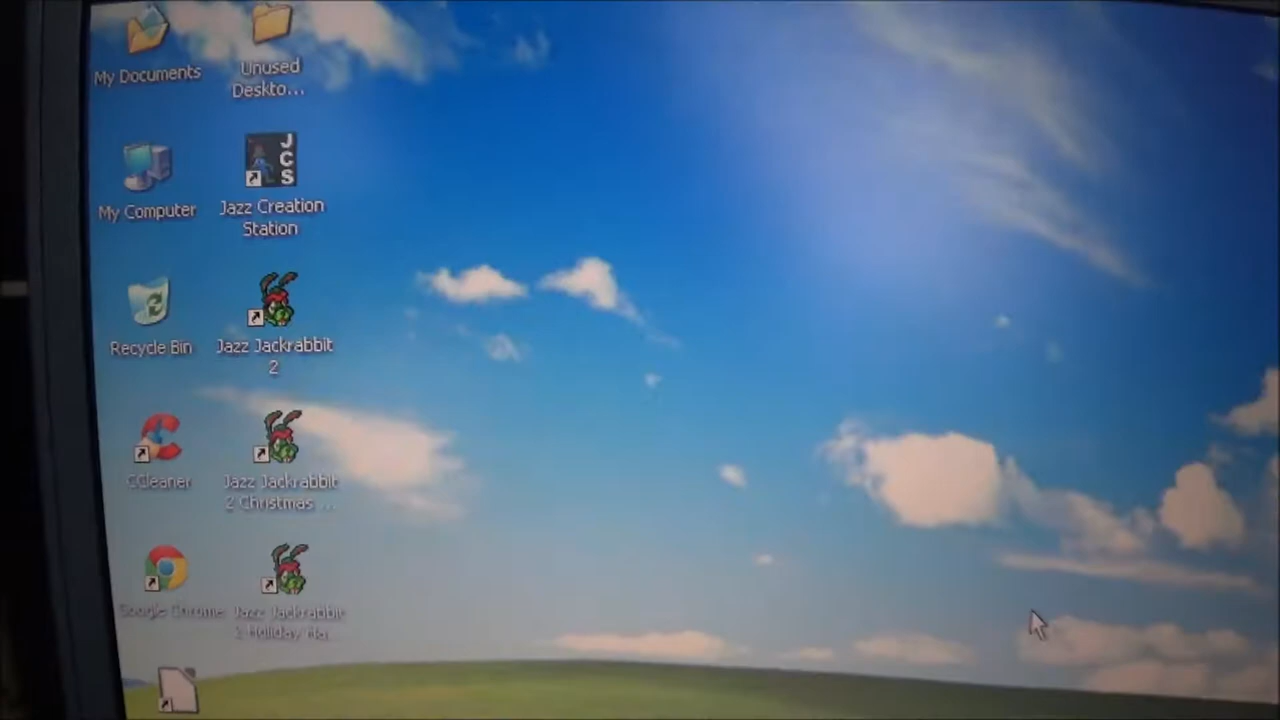 My Documents
Unused
Deskto...
My Computer
J
C
S
Jazz Creation
Station
Recycle Bin
Jazz Jackrabbit
2
CCleaner
Jazz Jackrabbit
2 Christmas ...
Google Chrome
Jazz Jackrabbit
2 Holiday Ha...